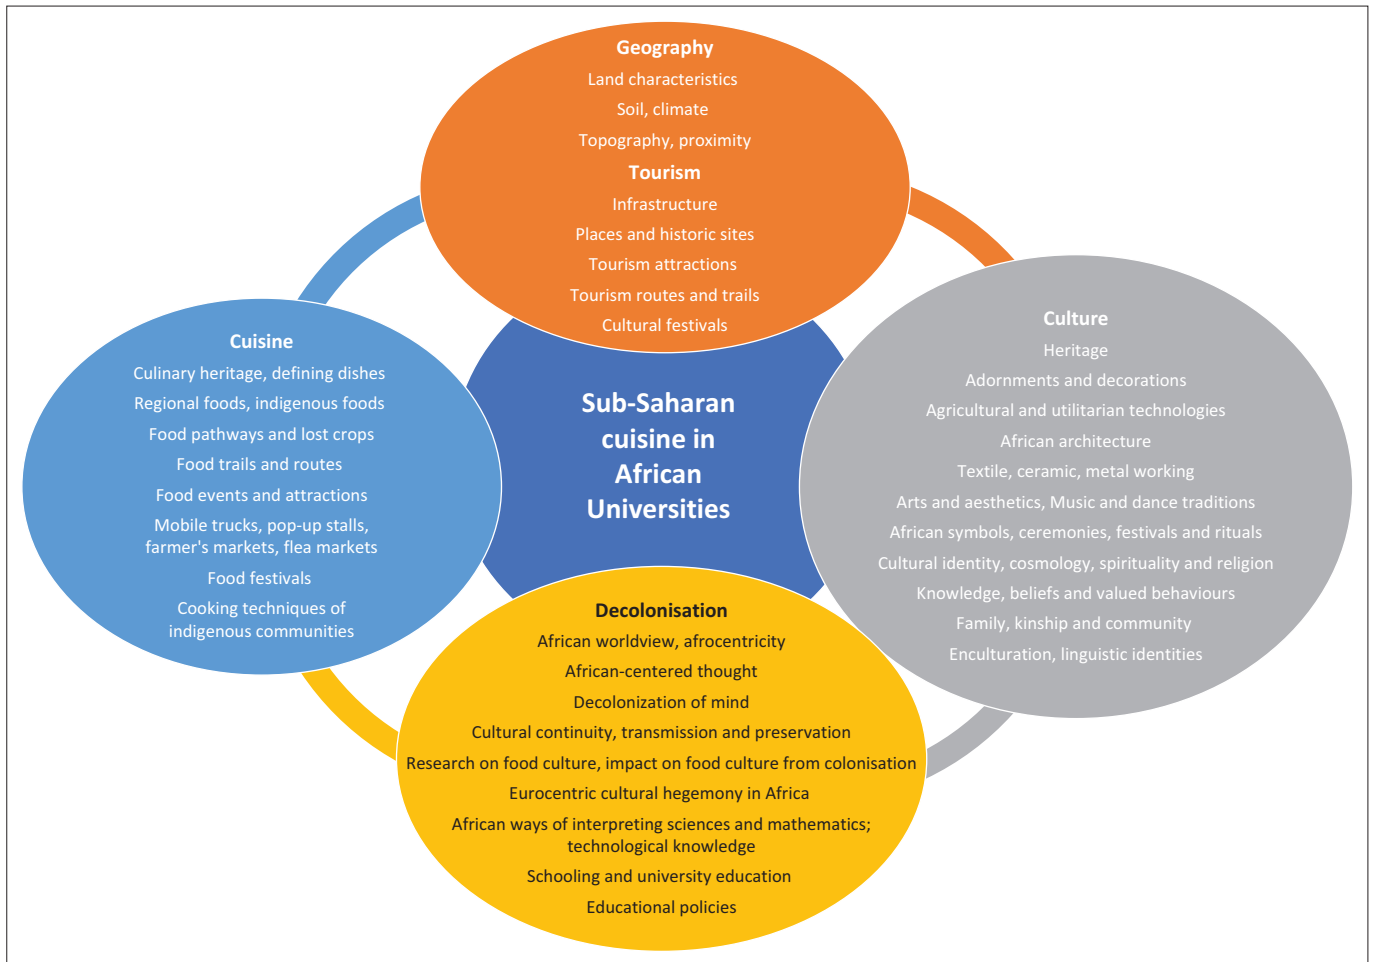 Geography
Land characteristics
Soil, climate
Topography, proximity
Tourism
Infrastructure
Places and historic sites
Tourism attractions
Tourism routes and trails
Cultural festivals
Cuisine
Culinary heritage, defining dishes
Regional foods, indigenous foods
Food pathways and lost crops
Food trails and routes
Food events and attractions
Mobile trucks, pop-up stalls,
farmer's markets, flea markets
Food festivals
Cooking techniques of
indigenous communities
Sub-Saharan
cuisine in
African
Universities
Culture
Heritage
Adornments and decorations
Agricultural and utilitarian technologies
African architecture
Textile, ceramic, metal working
Arts and aesthetics, Music and dance traditions
African symbols, ceremonies, festivals and rituals
Cultural identity, cosmology, spirituality and religion
Knowledge, beliefs and valued behaviours
Family, kinship and community
Enculturation, linguistic identities
Decolonisation
African worldview, afrocentricity
African-centered thought
Decolonization of mind
Cultural continuity, transmission and preservation
Research on food culture, impact on food culture from colonisation
Eurocentric cultural hegemony in Africa
African ways of interpreting sciences and mathematics;
technological knowledge
Schooling and university education
Educational policies